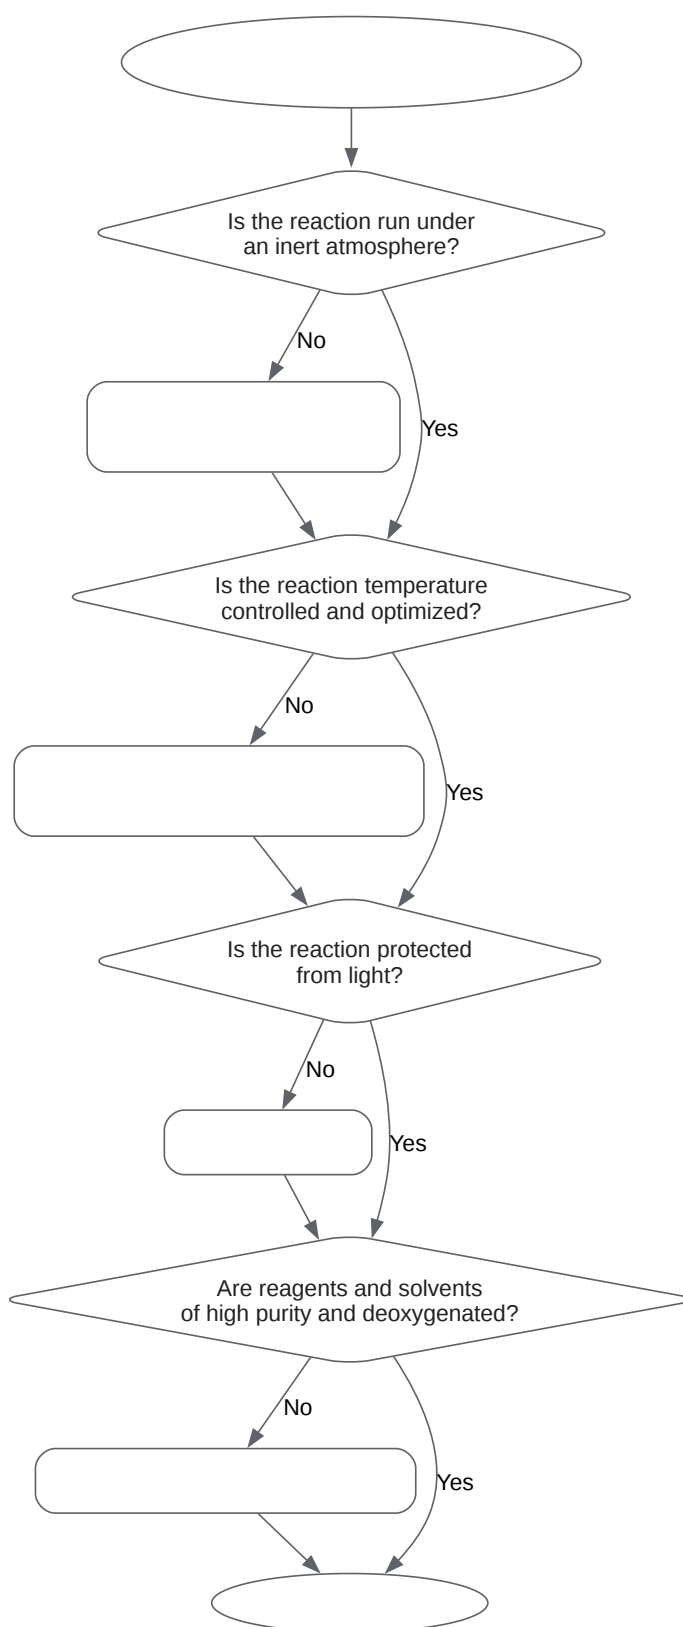 Is the reaction run under
an inert atmosphere?
No
Yes
Is the reaction temperature
controlled and optimized?
No
Yes
Is the reaction protected
from light?
No
Yes
Are reagents and solvents
of high purity and deoxygenated?
No
Yes